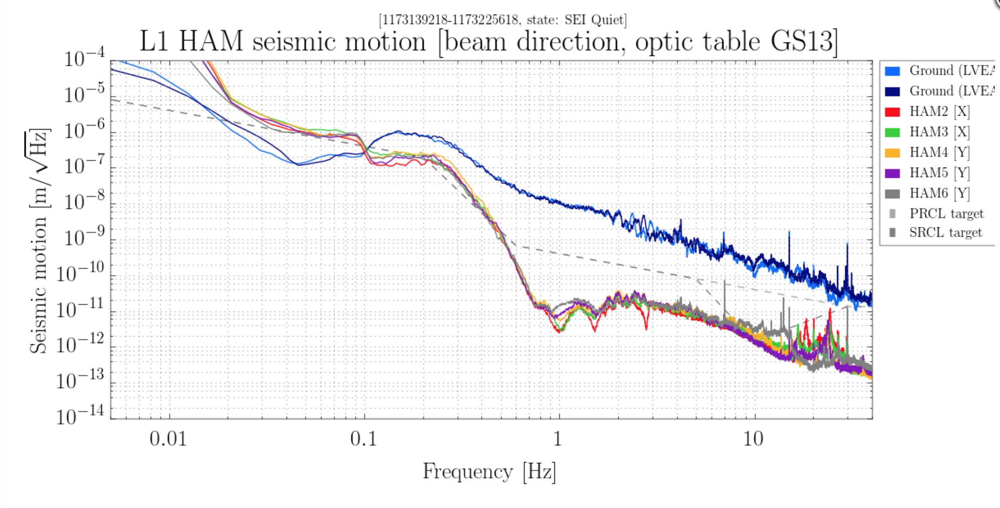 [1173139218-1173225618, state: SEI Quiet]
L1 HAM seismic motion [beam direction, optic table GS13]
Seismic motion [m/√Hz]
10−4
10−5
10−6
10−7
10−8
10−9
10−10
10−11
10−12
10−13
10−14
0.01 0.1 1 10
Frequency [Hz]
Ground (LVEA
Ground (LVEA
HAM2 [X]
HAM3 [X]
HAM4 [Y]
HAM5 [Y]
HAM6 [Y]
PRCL target
SRCL target